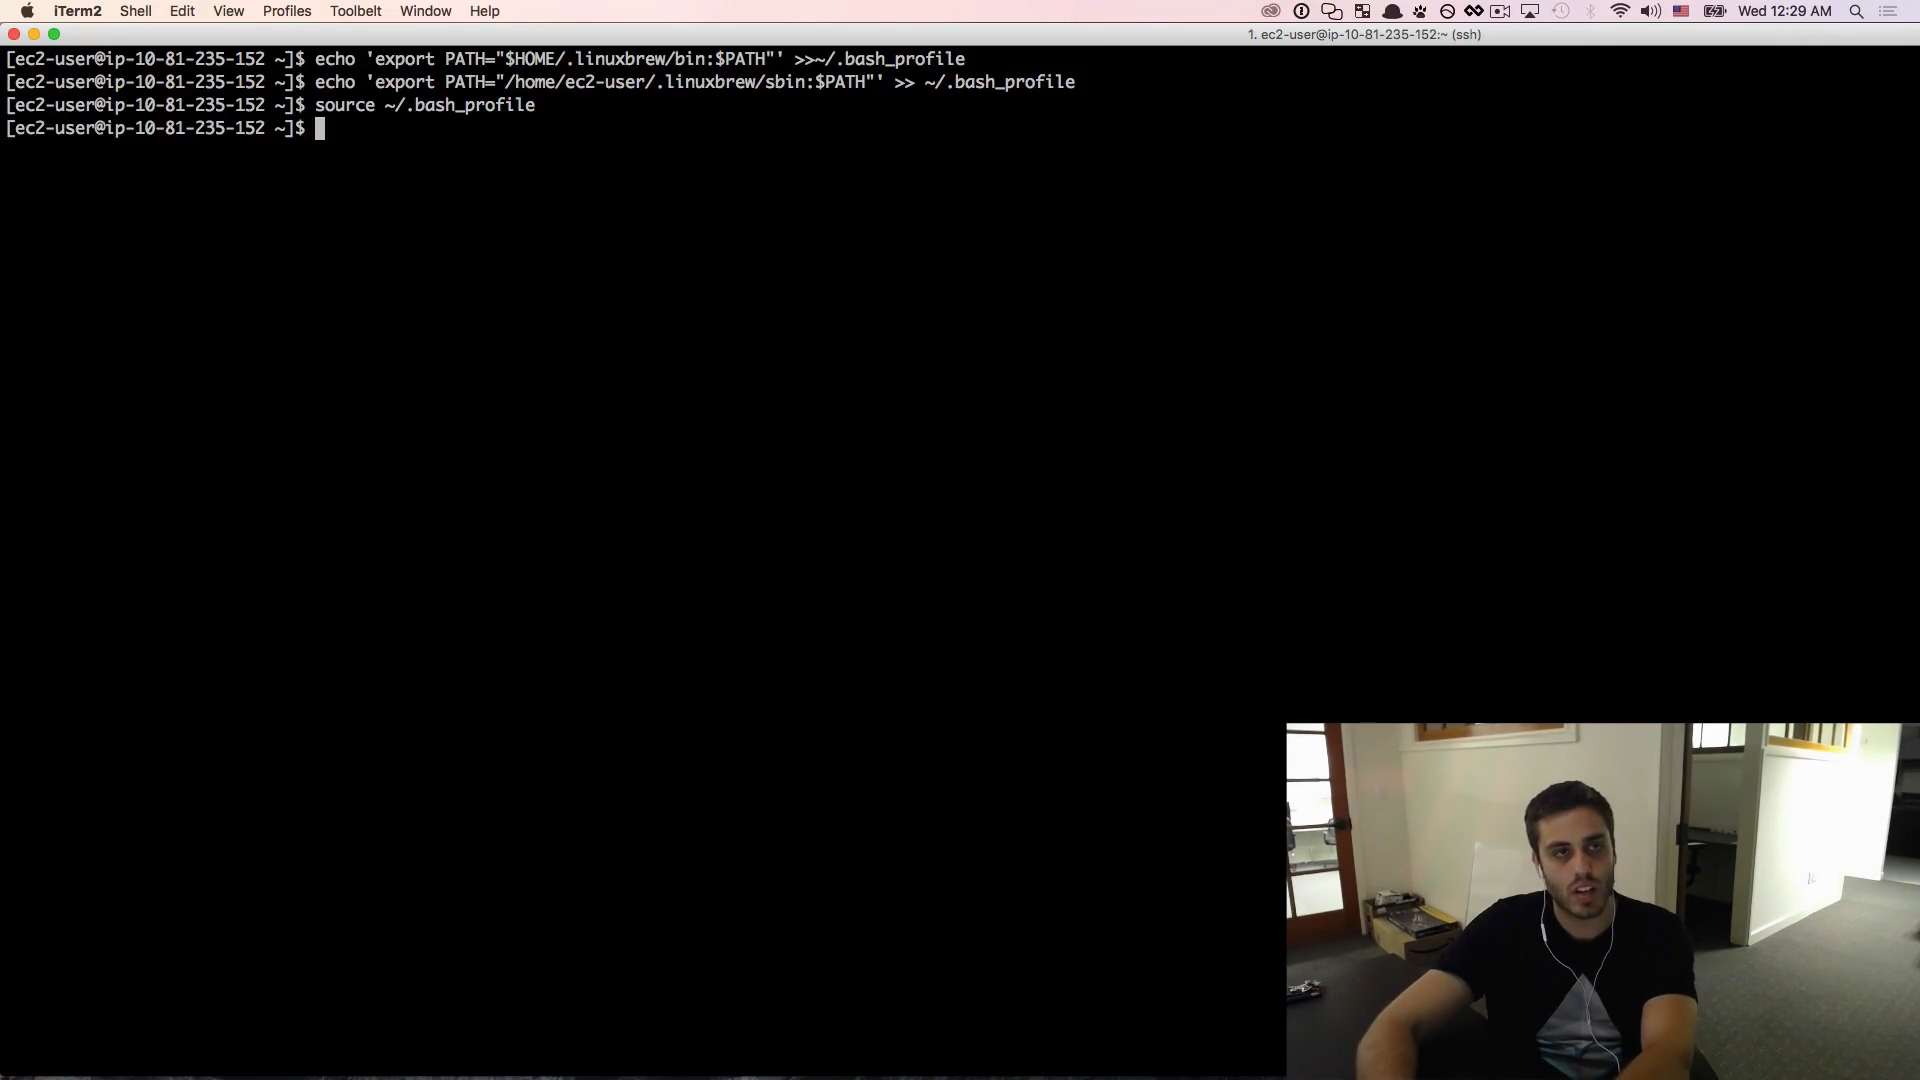 iTerm2 Shell Edit View Profiles Toolbelt Window Help Wed 12:29 AM
1. ec2-user@ip-10-81-235-152:~ (ssh)
[ec2-user@ip-10-81-235-152 ~]$ echo 'export PATH="$HOME/.linuxbrew/bin:$PATH"' >>~/.bash_profile
[ec2-user@ip-10-81-235-152 ~]$ echo 'export PATH="/home/ec2-user/.linuxbrew/sbin:$PATH"' >> ~/.bash_profile
[ec2-user@ip-10-81-235-152 ~]$ source ~/.bash_profile
[ec2-user@ip-10-81-235-152 ~]$